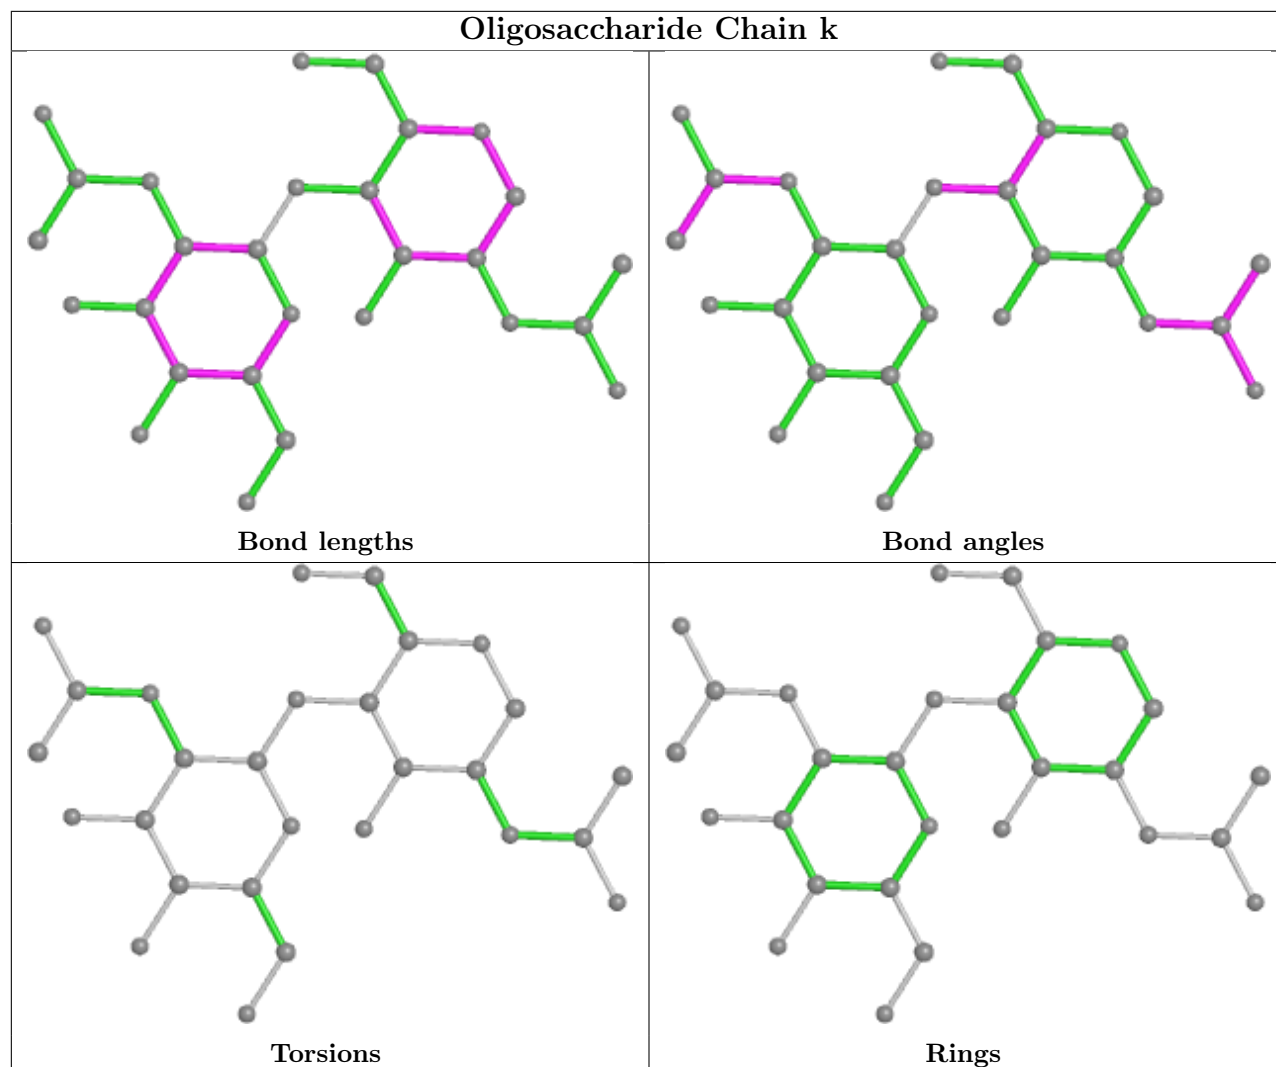 Oligosaccharide Chain k
Bond lengths
Bond angles
Torsions
Rings